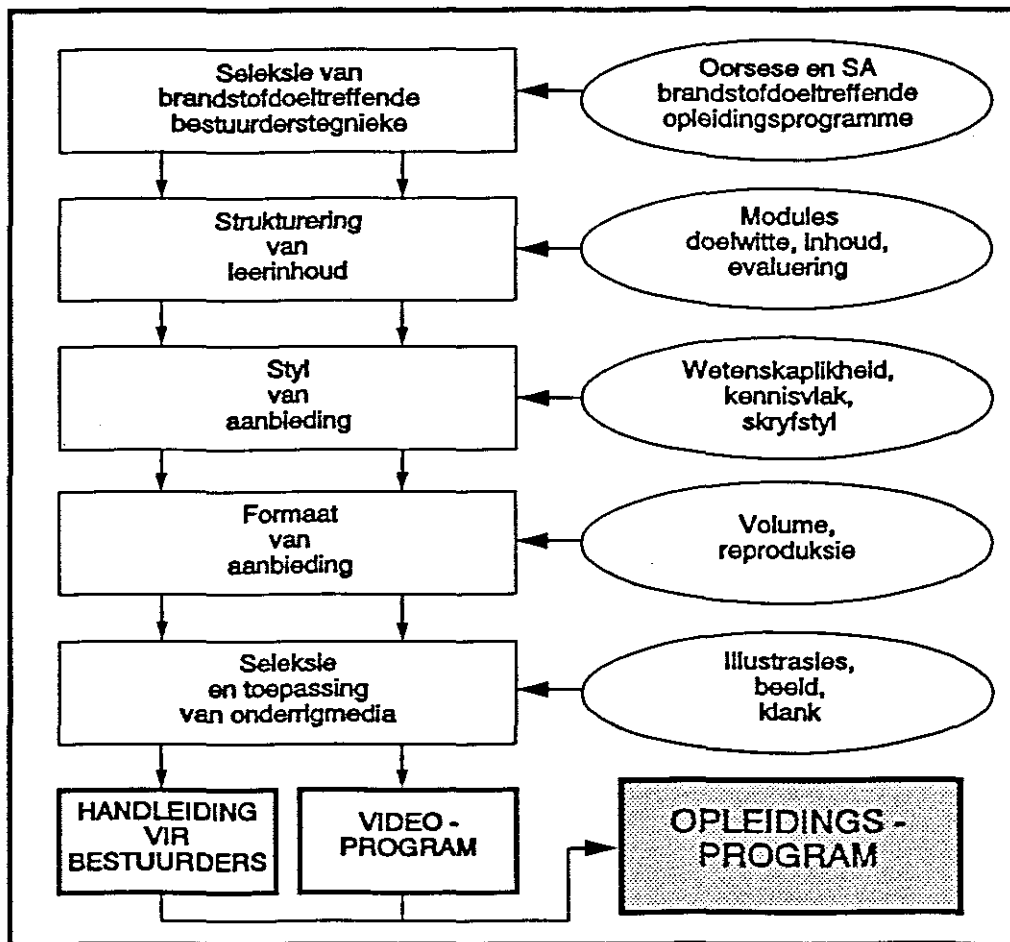 Seleksie van
brandstofdoeltreffende
bestuurderstegnieke
Oorsese en SA
brandstofdoeltreffende
opleidingsprogramme
Strukturering
van
leerinhoud
Modules
doelwitte, inhoud,
evaluering
Styl
van
aanbieding
Wetenskaplikheid,
kennisvlak,
skryfstyl
Formaat
van
aanbieding
Volume,
reproduksie
Seleksie
en toepassing
van onderrigmedia
Illustrasies,
beeld,
klank
HANDLEIDING
VIR
BESTUURDERS
VIDEO -
PROGRAM
OPLEIDINGS -
PROGRAM